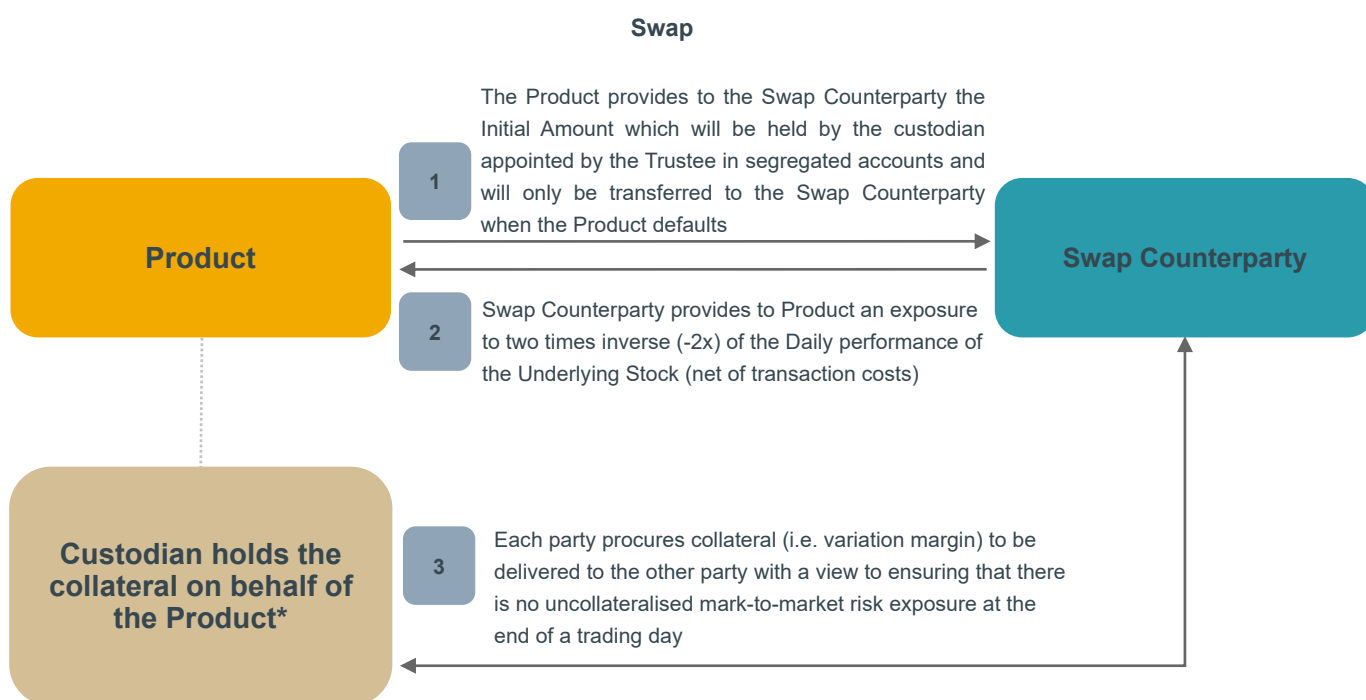 Swap
The Product provides to the Swap Counterparty the
Initial Amount which will be held by the custodian
appointed by the Trustee in segregated accounts and
will only be transferred to the Swap Counterparty
when the Product defaults
1
Product
Swap Counterparty
2
Swap Counterparty provides to Product an exposure
to two times inverse (-2x) of the Daily performance of
the Underlying Stock (net of transaction costs)
Custodian holds the
collateral on behalf of
the Product*
3
Each party procures collateral (i.e. variation margin) to be
delivered to the other party with a view to ensuring that there
is no uncollateralised mark-to-market risk exposure at the
end of a trading day